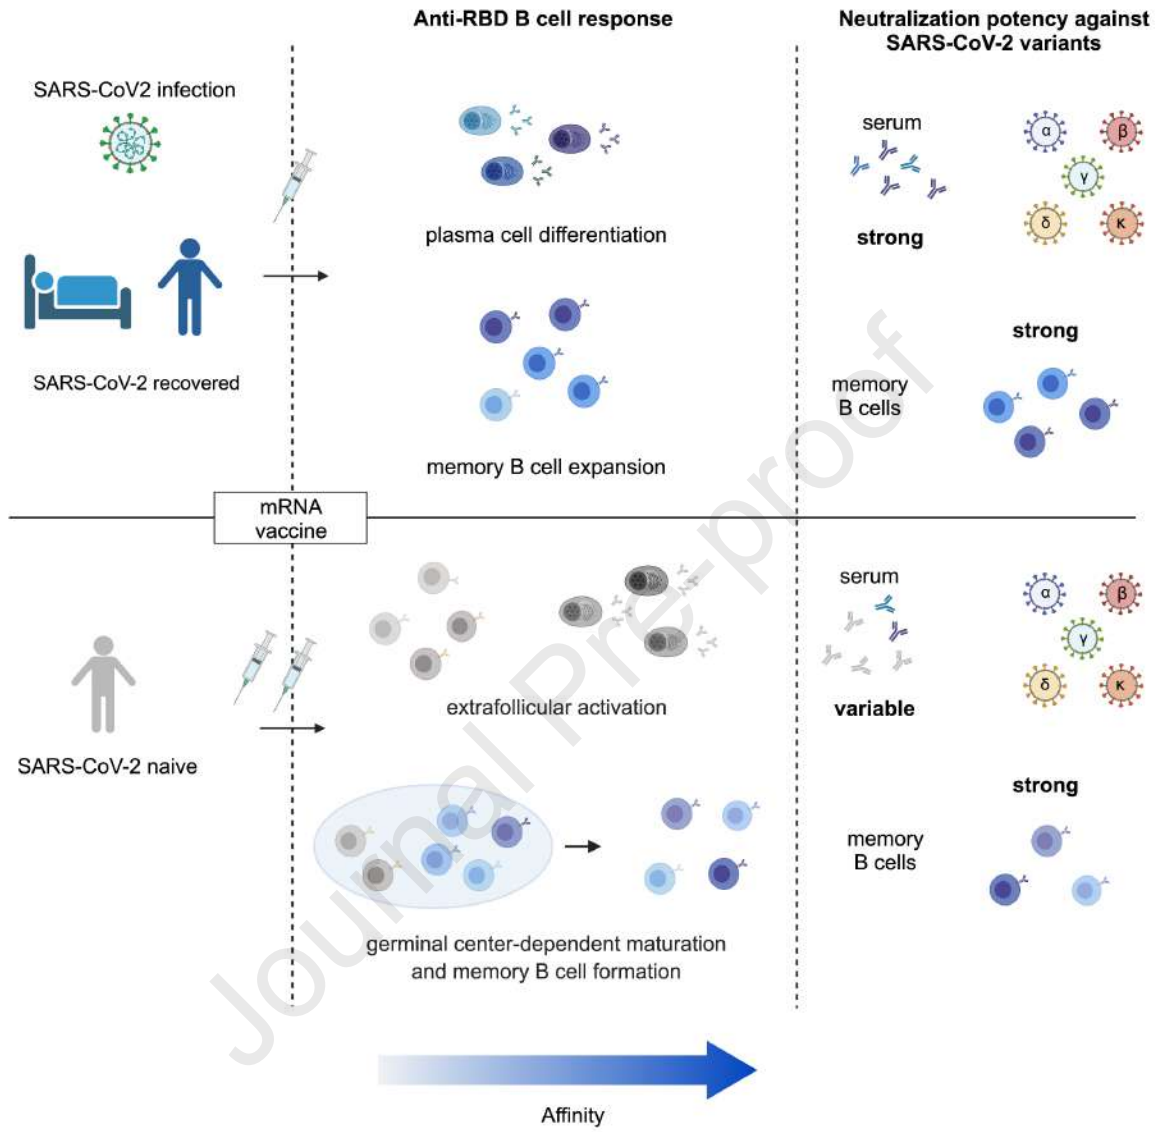 Anti-RBD B cell response
Neutralization potency against
SARS-CoV-2 variants
SARS-CoV2 infection
SARS-CoV-2 recovered
plasma cell differentiation
memory B cell expansion
serum
strong
α
β
γ
δ
κ
strong
memory
B cells
mRNA
vaccine
SARS-CoV-2 naive
extrafollicular activation
germinal center-dependent maturation
and memory B cell formation
serum
variable
α
β
γ
δ
κ
strong
memory
B cells
Affinity
Journal Pre-proof